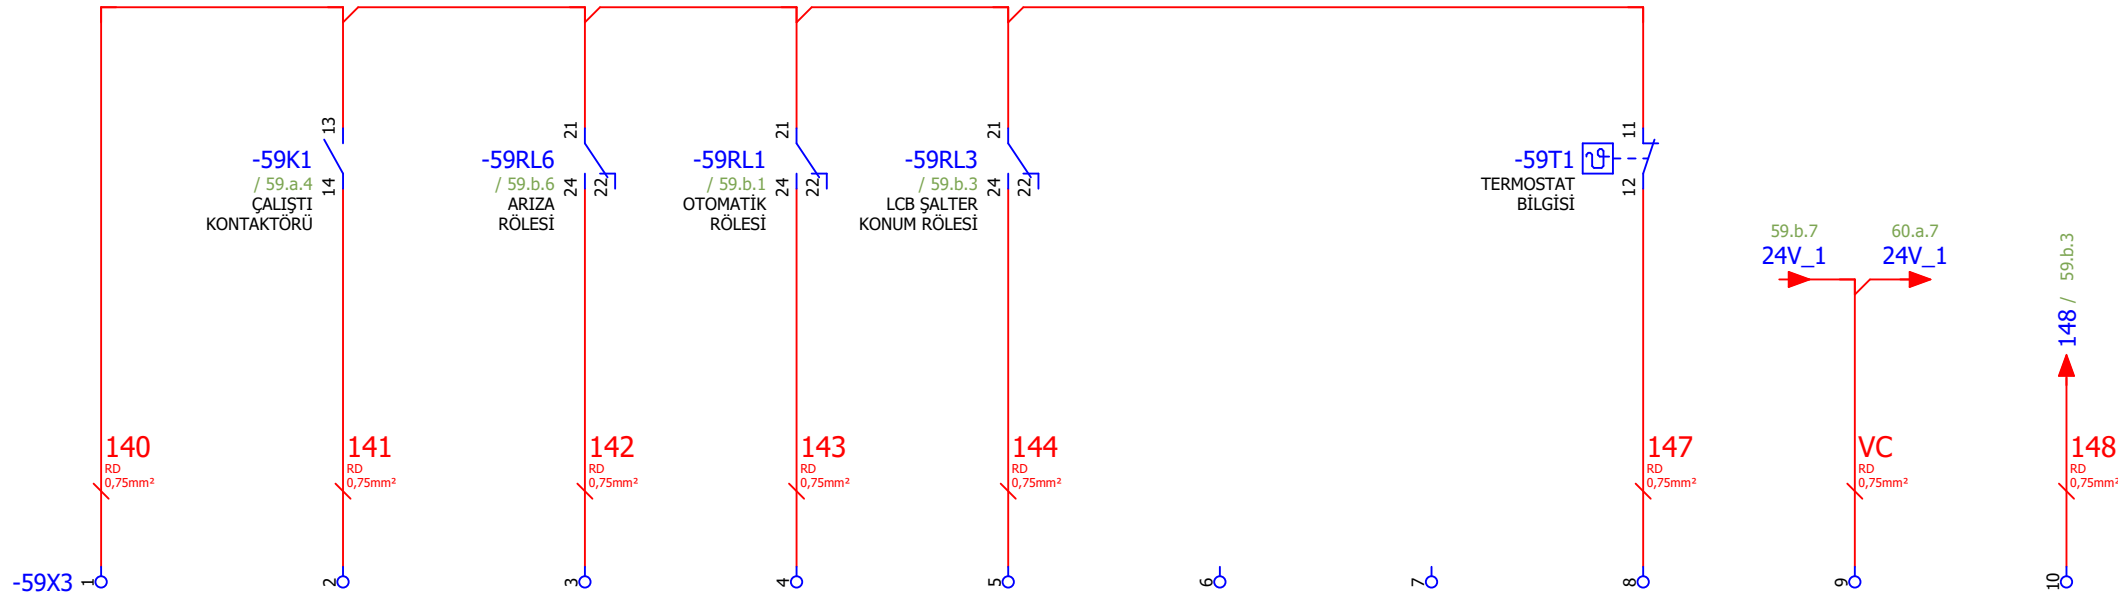 13
-59K1
/ 59.a.4
14
ÇALIŞTI
KONTAKTÖRÜ
21
-59RL6
/ 59.b.6
24
22
ARIZA
RÖLESİ
21
-59RL1
/ 59.b.1
24
22
OTOMATİK
RÖLESİ
21
-59RL3
/ 59.b.3
24
22
LCB ŞALTER
KONUM RÖLESİ
11
-59T1
12
TERMOSTAT
BİLGİSİ
59.b.7
24V_1
60.a.7
24V_1
148 / 59.b.3
140
RD
0,75mm²
141
RD
0,75mm²
142
RD
0,75mm²
143
RD
0,75mm²
144
RD
0,75mm²
147
RD
0,75mm²
VC
RD
0,75mm²
148
RD
0,75mm²
-59X3
1
2
3
4
5
6
7
8
9
10